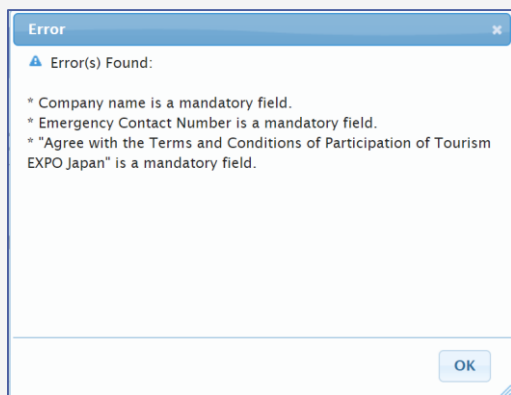 Error
Error(s) Found:
* Company name is a mandatory field.
* Emergency Contact Number is a mandatory field.
* "Agree with the Terms and Conditions of Participation of Tourism
EXPO Japan" is a mandatory field.
OK